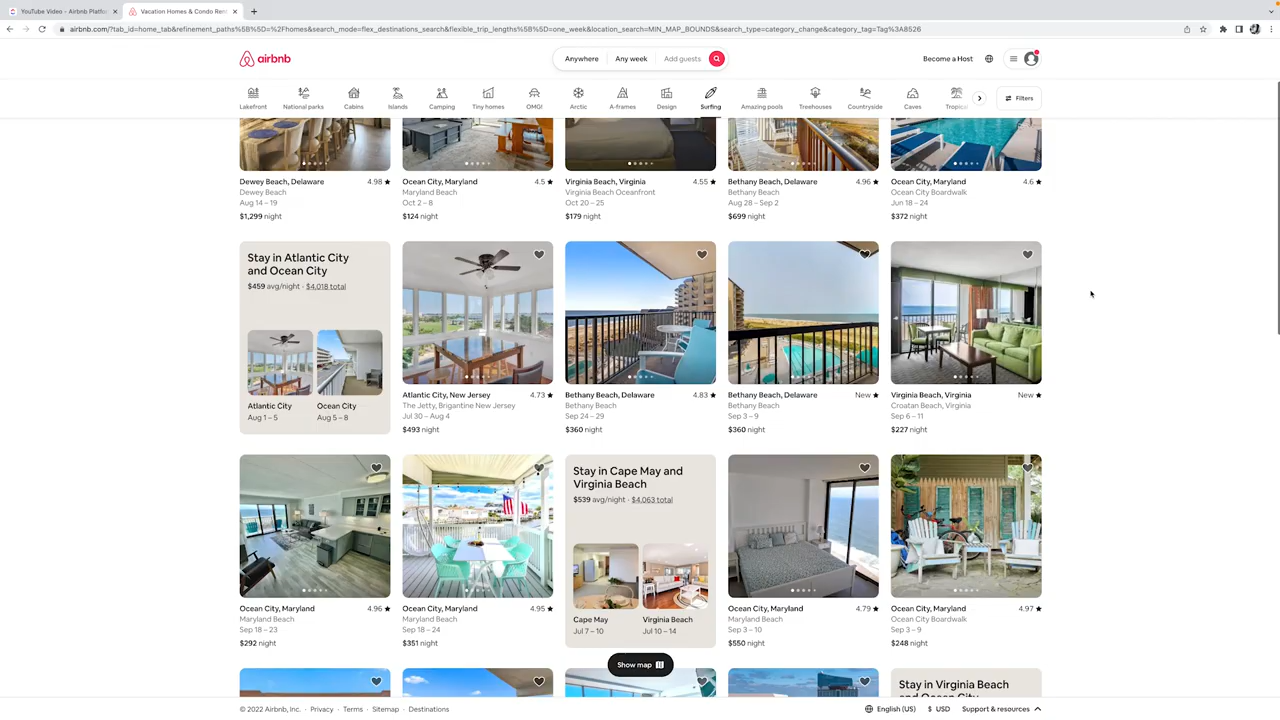 YouTube Video - Airbnb Platfo
Vacation Homes & Condo Ren
airbnb.com/?tab_id=home_tab&refinement_paths%5B%5D=%2Fhomes&search_mode=flex_destinations_search&flexible_trip_lengths%5B%5D=one_week&location_search=MIN_MAP_BOUNDS&search_type=category_change&category_tag=Tag%3A8526
airbnb
Anywhere
Any week
Add guests
Become a Host
Lakefront
National parks
Cabins
Islands
Camping
Tiny homes
OMG!
Arctic
A-frames
Design
Surfing
Amazing pools
Treehouses
Countryside
Caves
Tropical
Filters
Dewey Beach, Delaware 4.98 ★
Dewey Beach
Aug 14 – 19
$1,299 night
Ocean City, Maryland 4.5 ★
Maryland Beach
Oct 2 – 8
$124 night
Virginia Beach, Virginia 4.55 ★
Virginia Beach Oceanfront
Oct 20 – 25
$179 night
Bethany Beach, Delaware 4.96 ★
Bethany Beach
Aug 28 – Sep 2
$699 night
Ocean City, Maryland 4.6 ★
Ocean City Boardwalk
Jun 18 – 24
$372 night
Stay in Atlantic City
and Ocean City
$459 avg/night · $4,018 total
Atlantic City
Aug 1 – 5
Ocean City
Aug 5 – 8
Atlantic City, New Jersey 4.73 ★
The Jetty, Brigantine New Jersey
Jul 30 – Aug 4
$493 night
Bethany Beach, Delaware 4.83 ★
Bethany Beach
Sep 24 – 29
$360 night
Bethany Beach, Delaware New ★
Bethany Beach
Sep 3 – 9
$360 night
Virginia Beach, Virginia New ★
Croatan Beach, Virginia
Sep 6 – 11
$227 night
Ocean City, Maryland 4.96 ★
Maryland Beach
Sep 18 – 23
$292 night
Ocean City, Maryland 4.95 ★
Maryland Beach
Sep 18 – 24
$351 night
Stay in Cape May and
Virginia Beach
$539 avg/night · $4,063 total
Cape May
Jul 7 – 10
Virginia Beach
Jul 10 – 14
Ocean City, Maryland 4.79 ★
Maryland Beach
Sep 3 – 10
$550 night
Ocean City, Maryland 4.97 ★
Ocean City Boardwalk
Sep 3 – 9
$248 night
Show map
Stay in Virginia Beach
and Ocean City
© 2022 Airbnb, Inc. · Privacy · Terms · Sitemap · Destinations
English (US)
$ USD
Support & resources